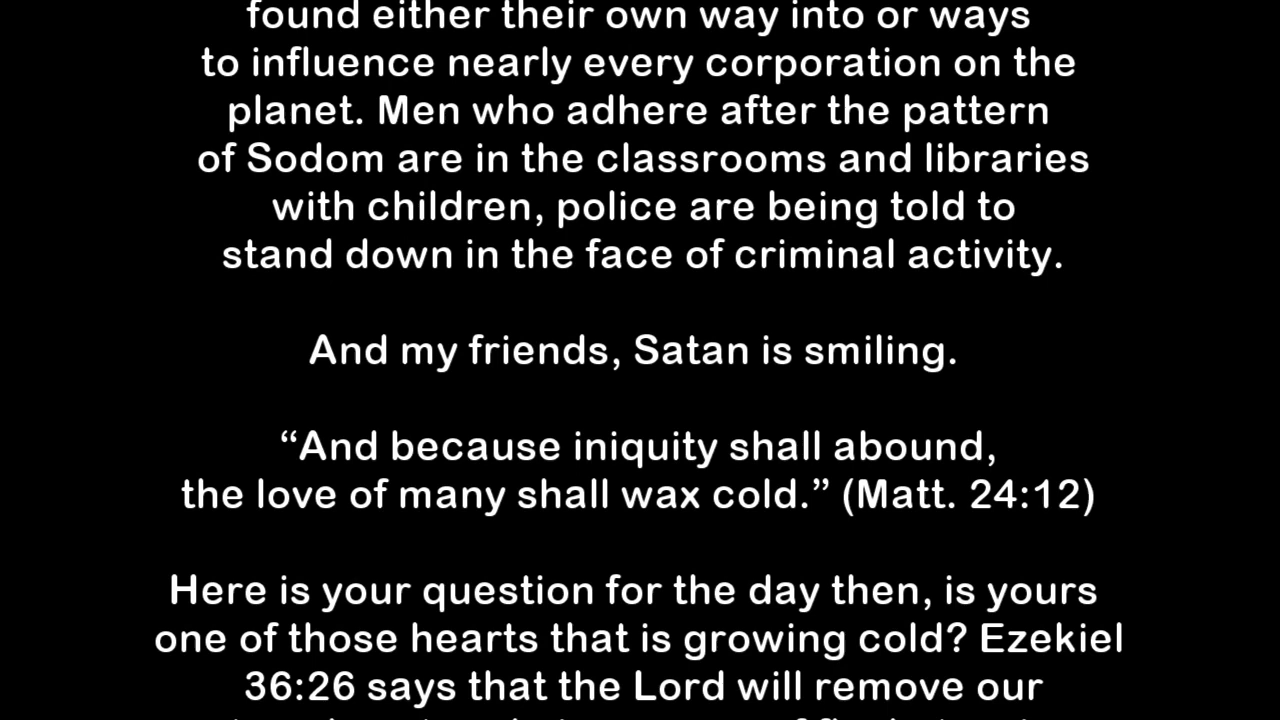 found either their own way into or ways
to influence nearly every corporation on the
planet. Men who adhere after the pattern
of Sodom are in the classrooms and libraries
with children, police are being told to
stand down in the face of criminal activity.
And my friends, Satan is smiling.
“And because iniquity shall abound,
the love of many shall wax cold.” (Matt. 24:12)
Here is your question for the day then, is yours
one of those hearts that is growing cold? Ezekiel
36:26 says that the Lord will remove our